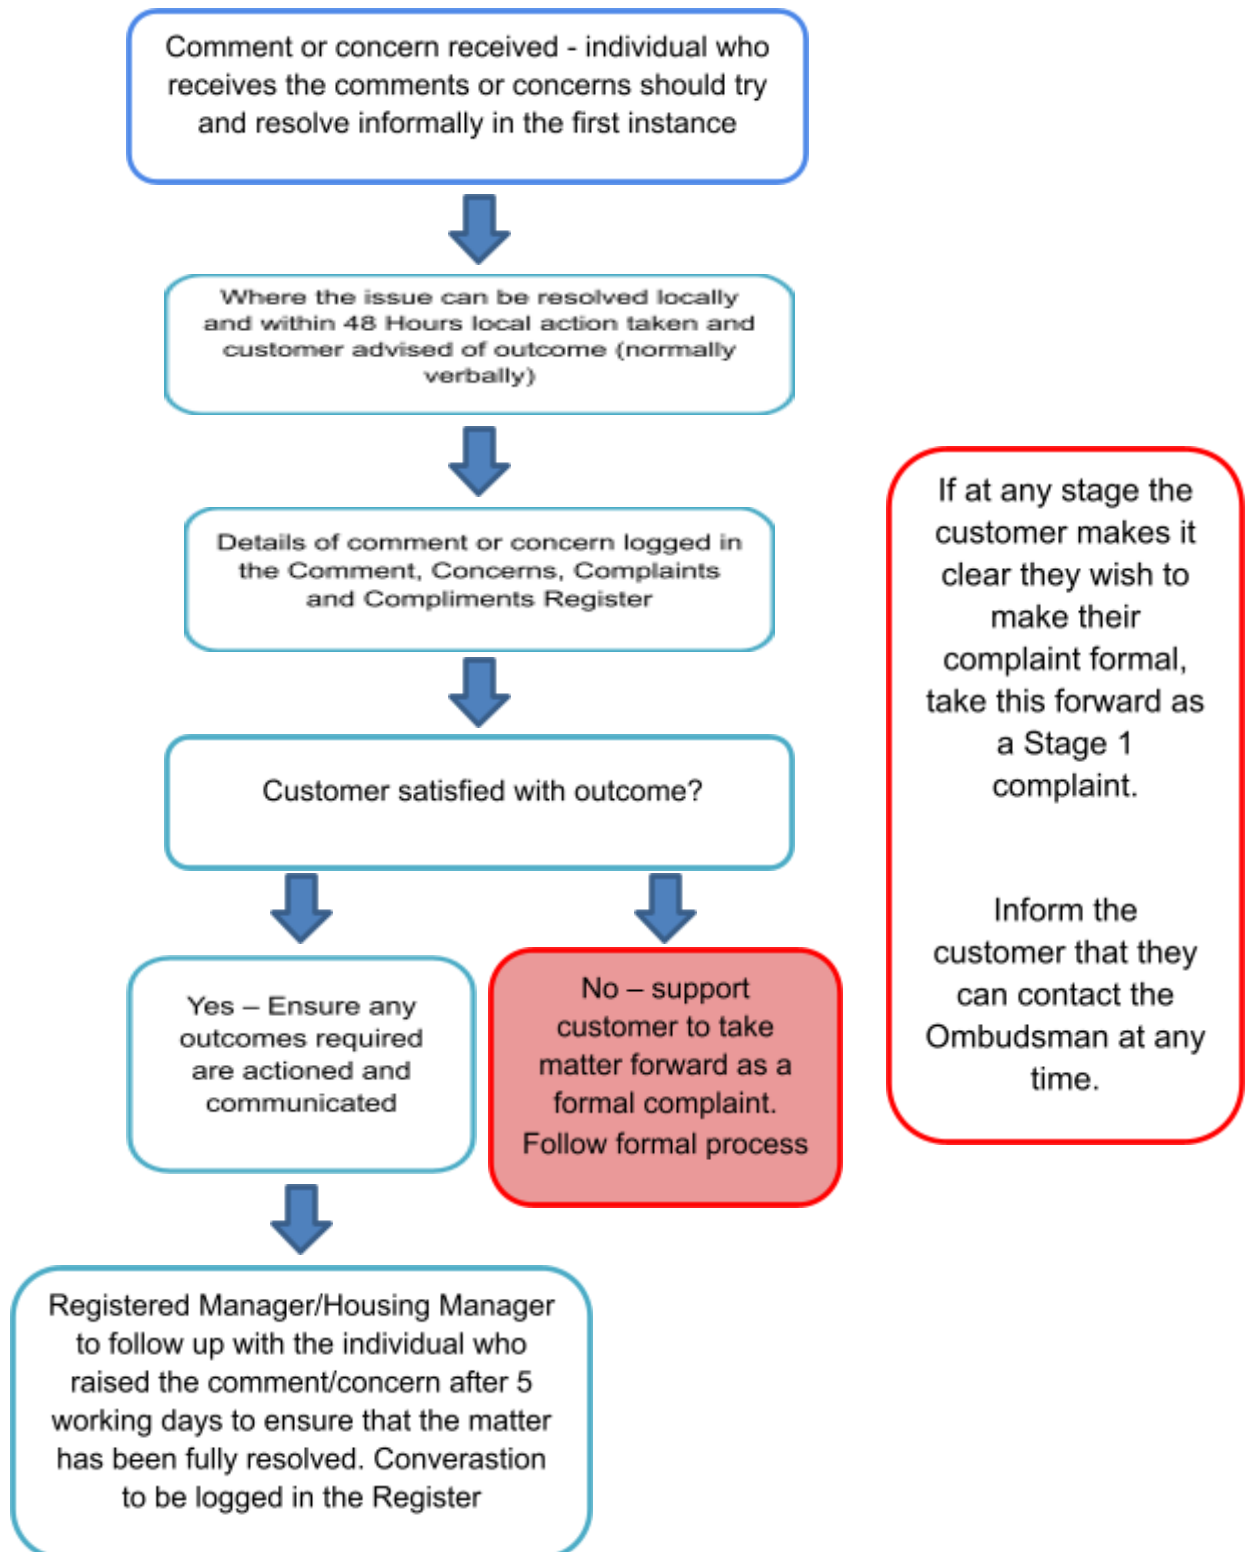 Comment or concern received - individual who
receives the comments or concerns should try
and resolve informally in the first instance
Where the issue can be resolved locally
and within 48 Hours local action taken and
customer advised of outcome (normally
verbally)
Details of comment or concern logged in
the Comment, Concerns, Complaints
and Compliments Register
Customer satisfied with outcome?
Yes – Ensure any
outcomes required
are actioned and
communicated
No – support
customer to take
matter forward as a
formal complaint.
Follow formal process
Registered Manager/Housing Manager
to follow up with the individual who
raised the comment/concern after 5
working days to ensure that the matter
has been fully resolved. Converastion
to be logged in the Register
If at any stage the
customer makes it
clear they wish to
make their
complaint formal,
take this forward as
a Stage 1
complaint.
Inform the
customer that they
can contact the
Ombudsman at any
time.